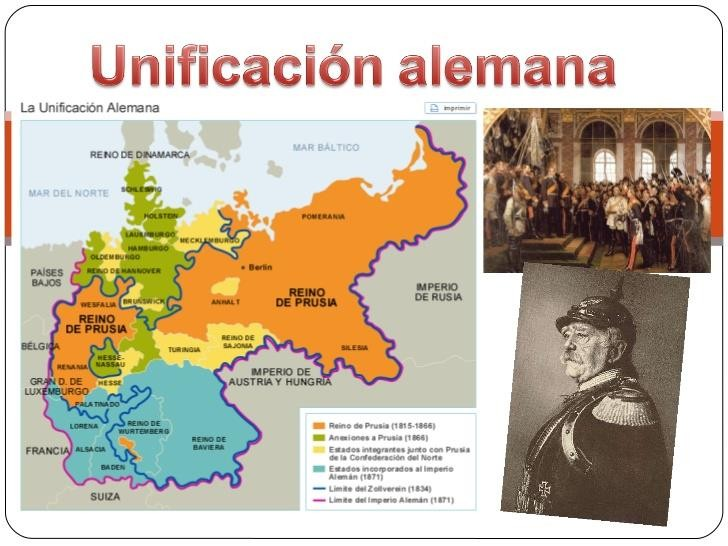 Unificación alemana
La Unificación Alemana
imprimir
REINO DE DINAMARCA
MAR BÁLTICO
MAR DEL NORTE
SCHLESWIG
HOLSTEIN
POMERANIA
LAUEMBURGO
HAMBURGO
MECKLEMBURGO
OLDEMBURGO
PAÍSES
BAJOS
REINO DE HANNOVER
Berlín
IMPERIO
DE RUSIA
WESFALIA
BRUNSWICK
ANHALT
REINO
DE PRUSIA
REINO
DE PRUSIA
BÉLGICA
HESSE-
NASSAU
TURINGIA
REINO DE
SAJONIA
SILESIA
RENANIA
GRAN D. DE
LUXEMBURGO
HESSE
IMPERIO DE
AUSTRIA Y HUNGRÍA
PALATINADO
LORENA
REINO DE
WURTEMBERG
REINO DE
BAVIERA
FRANCIA
ALSACIA
BADEN
SUIZA
Reino de Prusia (1815-1866)
Anexiones a Prusia (1866)
Estados integrantes junto con Prusia
de la Confederación del Norte
Estados incorporados al Imperio
Alemán (1871)
Límite del Zollverein (1834)
Límite del Imperio Alemán (1871)